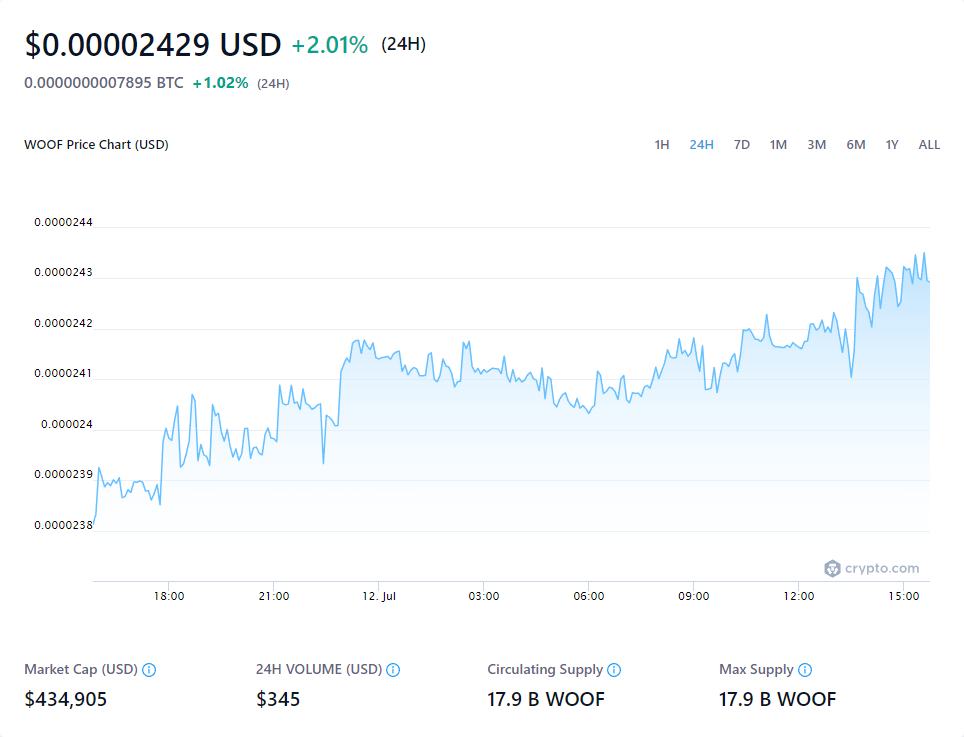 $0.00002429 USD +2.01% (24H)
0.0000000007895 BTC +1.02% (24H)
WOOF Price Chart (USD) 1H 24H 7D 1M 3M 6M 1Y ALL
0.0000244
0.0000243
0.0000242
0.0000241
0.000024
0.0000239
0.0000238
crypto.com
18:00 21:00 12. Jul 03:00 06:00 09:00 12:00 15:00
Market Cap (USD) 24H VOLUME (USD) Circulating Supply Max Supply
$434,905 $345 17.9 B WOOF 17.9 B WOOF